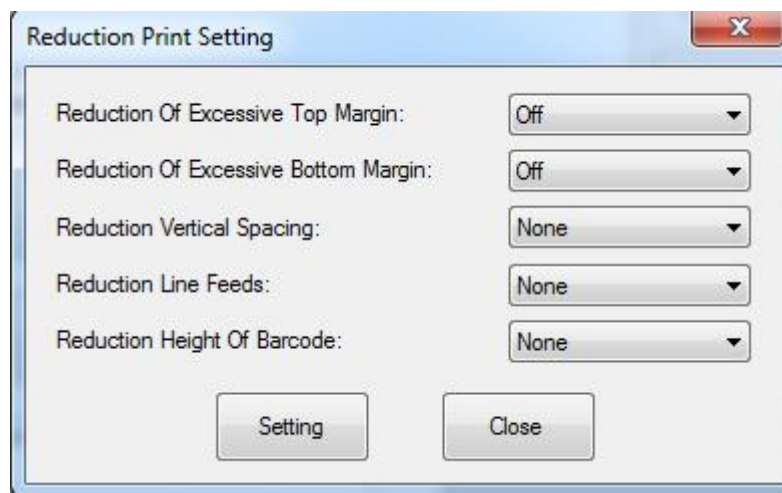 Reduction Print Setting
Reduction Of Excessive Top Margin: Off
Reduction Of Excessive Bottom Margin: Off
Reduction Vertical Spacing: None
Reduction Line Feeds: None
Reduction Height Of Barcode: None
Setting Close